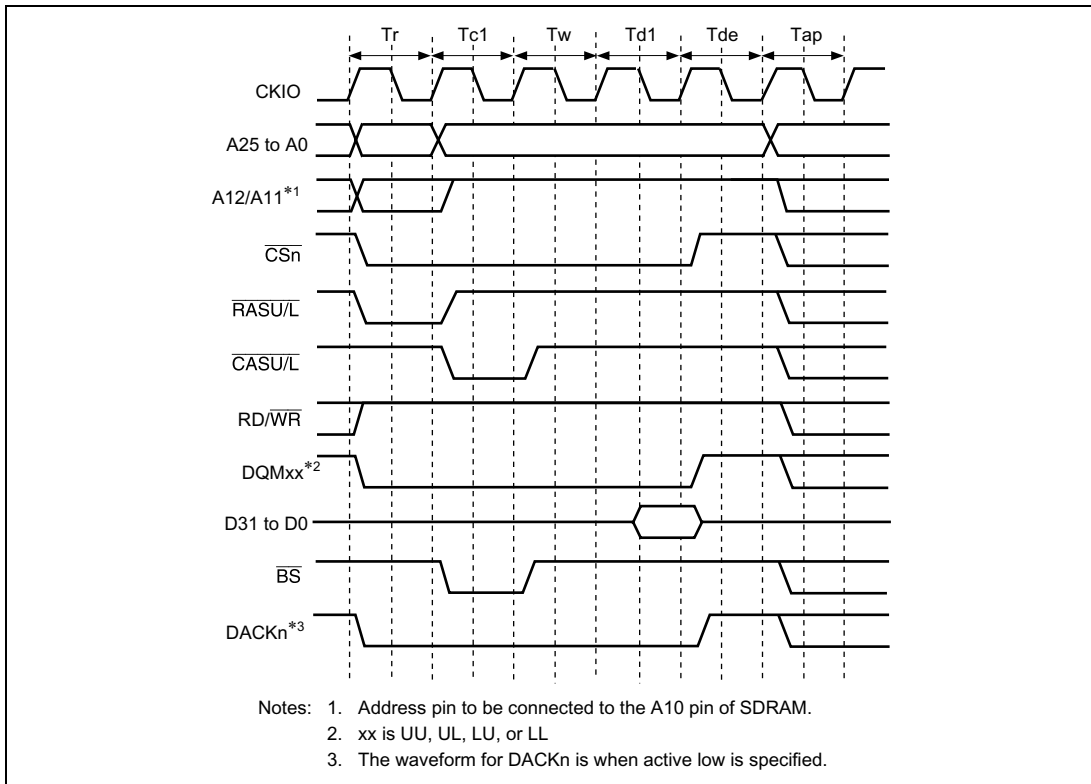 Tr Tc1 Tw Td1 Tde Tap
CKIO
A25 to A0
A12/A11*1
CSn
RASU/L
CASU/L
RD/WR
DQMxx*2
D31 to D0
BS
DACKn*3
Notes: 1. Address pin to be connected to the A10 pin of SDRAM.
2. xx is UU, UL, LU, or LL
3. The waveform for DACKn is when active low is specified.